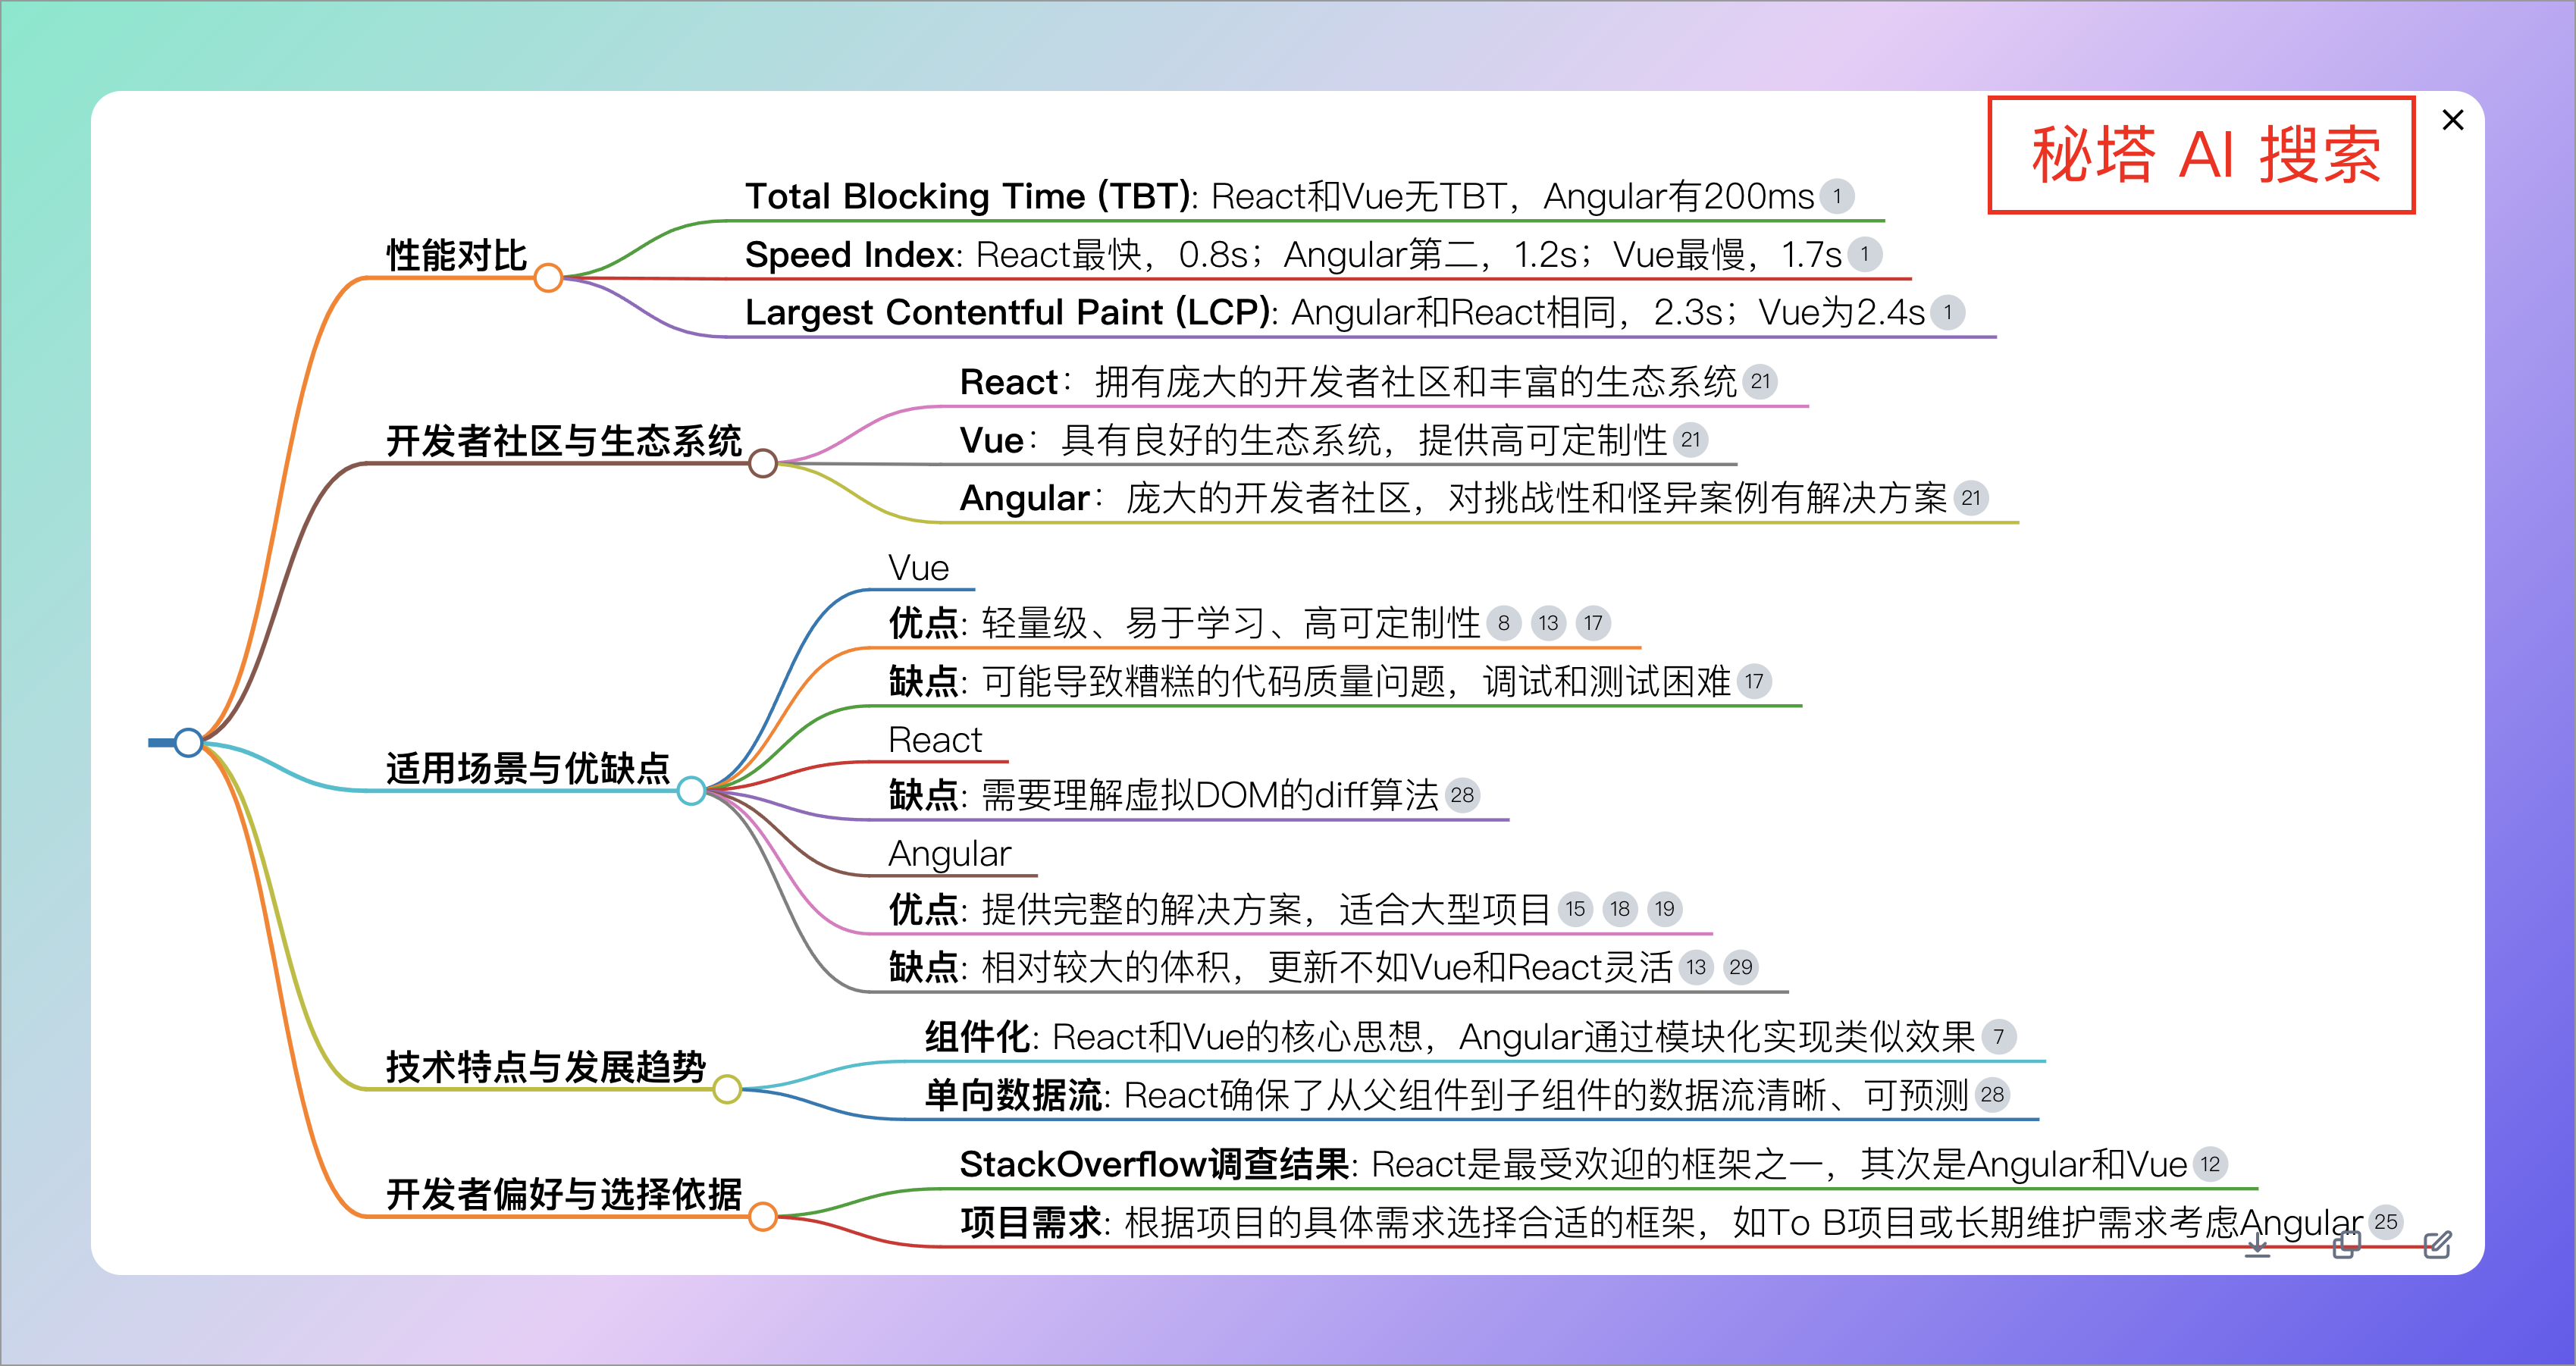 秘塔 AI 搜索
性能对比
Total Blocking Time (TBT): React和Vue无TBT，Angular有200ms 1
Speed Index: React最快，0.8s；Angular第二，1.2s；Vue最慢，1.7s 1
Largest Contentful Paint (LCP): Angular和React相同，2.3s；Vue为2.4s 1
开发者社区与生态系统
React：拥有庞大的开发者社区和丰富的生态系统 21
Vue：具有良好的生态系统，提供高可定制性 21
Angular：庞大的开发者社区，对挑战性和怪异案例有解决方案 21
适用场景与优缺点
Vue
优点: 轻量级、易于学习、高可定制性 8 13 17
缺点: 可能导致糟糕的代码质量问题，调试和测试困难 17
React
缺点: 需要理解虚拟DOM的diff算法 28
Angular
优点: 提供完整的解决方案，适合大型项目 15 18 19
缺点: 相对较大的体积，更新不如Vue和React灵活 13 29
技术特点与发展趋势
组件化: React和Vue的核心思想，Angular通过模块化实现类似效果 7
单向数据流: React确保了从父组件到子组件的数据流清晰、可预测 28
开发者偏好与选择依据
StackOverflow调查结果: React是最受欢迎的框架之一，其次是Angular和Vue 12
项目需求: 根据项目的具体需求选择合适的框架，如To B项目或长期维护需求考虑Angular 25